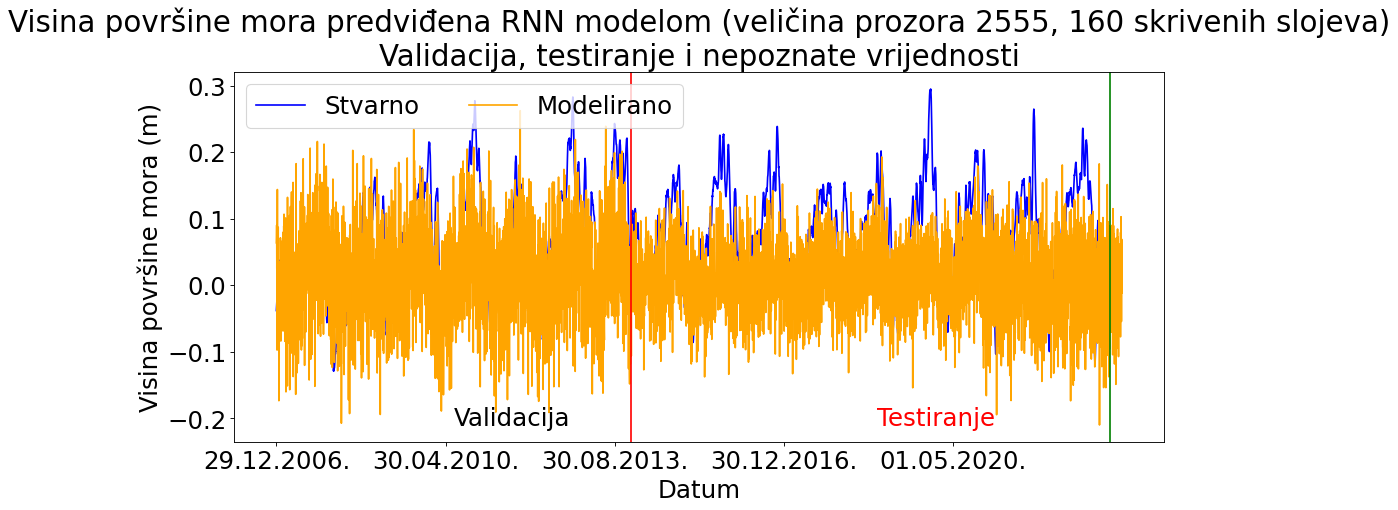 Visina površine mora predviđena RNN modelom (veličina prozora 2555, 160 skrivenih slojeva)
Validacija, testiranje i nepoznate vrijednosti
Stvarno Modelirano
Visina površine mora (m)
0.3
0.2
0.1
0.0
−0.1
−0.2
Validacija
Testiranje
29.12.2006. 30.04.2010. 30.08.2013. 30.12.2016. 01.05.2020.
Datum